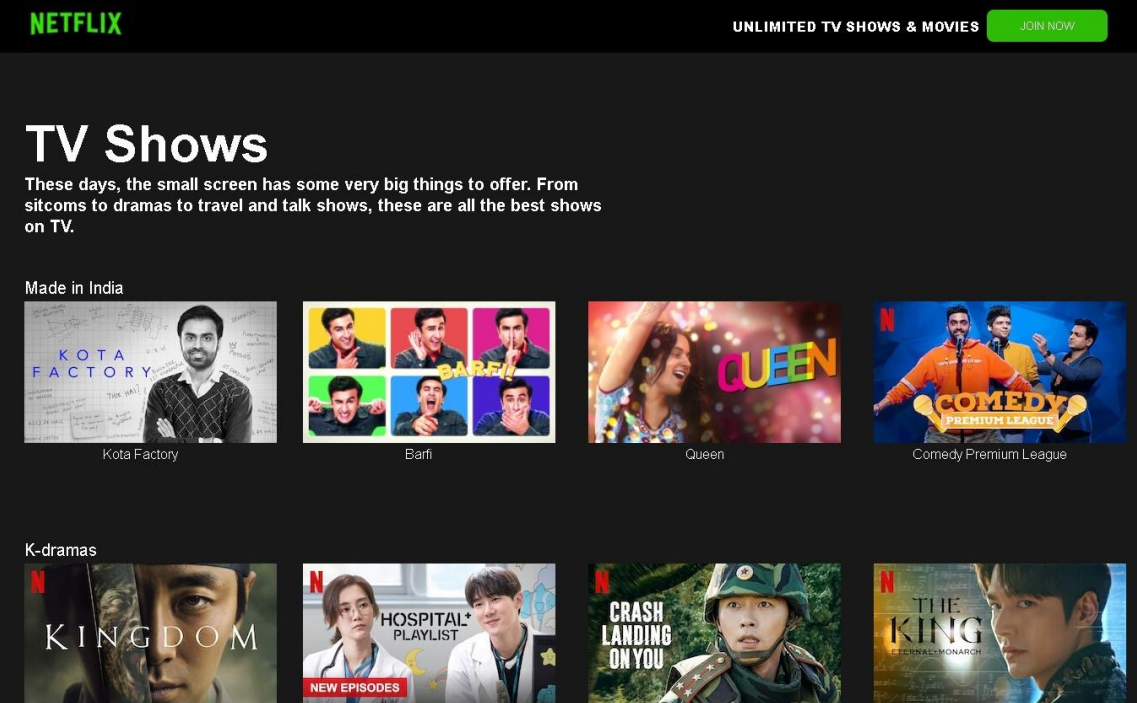 NETFLIX
UNLIMITED TV SHOWS & MOVIES
JOIN NOW
TV Shows
These days, the small screen has some very big things to offer. From
sitcoms to dramas to travel and talk shows, these are all the best shows
on TV.
Made in India
KOTA
FACTORY
BARFI!!
QUEEN
N
COMEDY
PREMIUM LEAGUE
Kota Factory
Barfi
Queen
Comedy Premium League
K-dramas
N
KINGDOM
N
HOSPITAL+
PLAYLIST
NEW EPISODES
N
CRASH
LANDING
ON YOU
N
THE
KING
ETERNAL+MONARCH